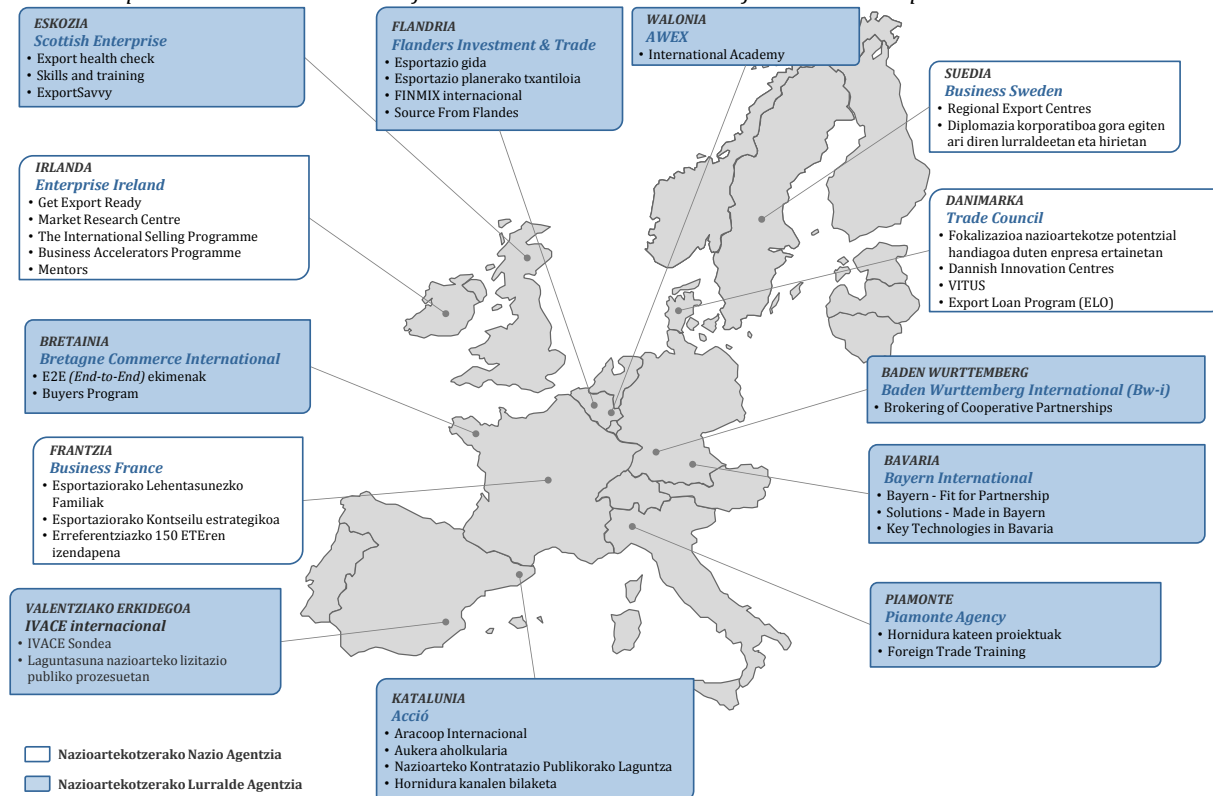 ESKOZIA
Scottish Enterprise
• Export health check
• Skills and training
• ExportSavvy
FLANDRIA
Flanders Investment & Trade
• Esportazio gida
• Esportazio planerako txantiloia
• FINMIX internacional
• Source From Flandes
WALONIA
AWEX
• International Academy
SUEDIA
Business Sweden
• Regional Export Centres
• Diplomazia korporatiboa gora egiten
ari diren lurraldeetan eta hirietan
IRLANDA
Enterprise Ireland
• Get Export Ready
• Market Research Centre
• The International Selling Programme
• Business Accelerators Programme
• Mentors
DANIMARKA
Trade Council
• Fokalizazioa nazioartekotze potentzial
handiagoa duten enpresa ertainetan
• Dannish Innovation Centres
• VITUS
• Export Loan Program (ELO)
BRETAINIA
Bretagne Commerce International
• E2E (End-to-End) ekimenak
• Buyers Program
BADEN WURTTEMBERG
Baden Wurttemberg International (Bw-i)
• Brokering of Cooperative Partnerships
FRANTZIA
Business France
• Esportaziorako Lehentasunezko
Familiak
• Esportaziorako Kontseilu estrategikoa
• Erreferentziazko 150 ETEren
izendapena
BAVARIA
Bayern International
• Bayern - Fit for Partnership
• Solutions - Made in Bayern
• Key Technologies in Bavaria
VALENTZIAKO ERKIDEGOA
IVACE internacional
• IVACE Sondea
• Laguntasuna nazioarteko lizitazio
publiko prozesuetan
PIAMONTE
Piamonte Agency
• Hornidura kateen proiektuak
• Foreign Trade Training
KATALUNIA
Acció
• Aracoop Internacional
• Aukera aholkularia
• Nazioarteko Kontratazio Publikorako Laguntza
• Hornidura kanalen bilaketa
Nazioartekotzerako Nazio Agentzia
Nazioartekotzerako Lurralde Agentzia